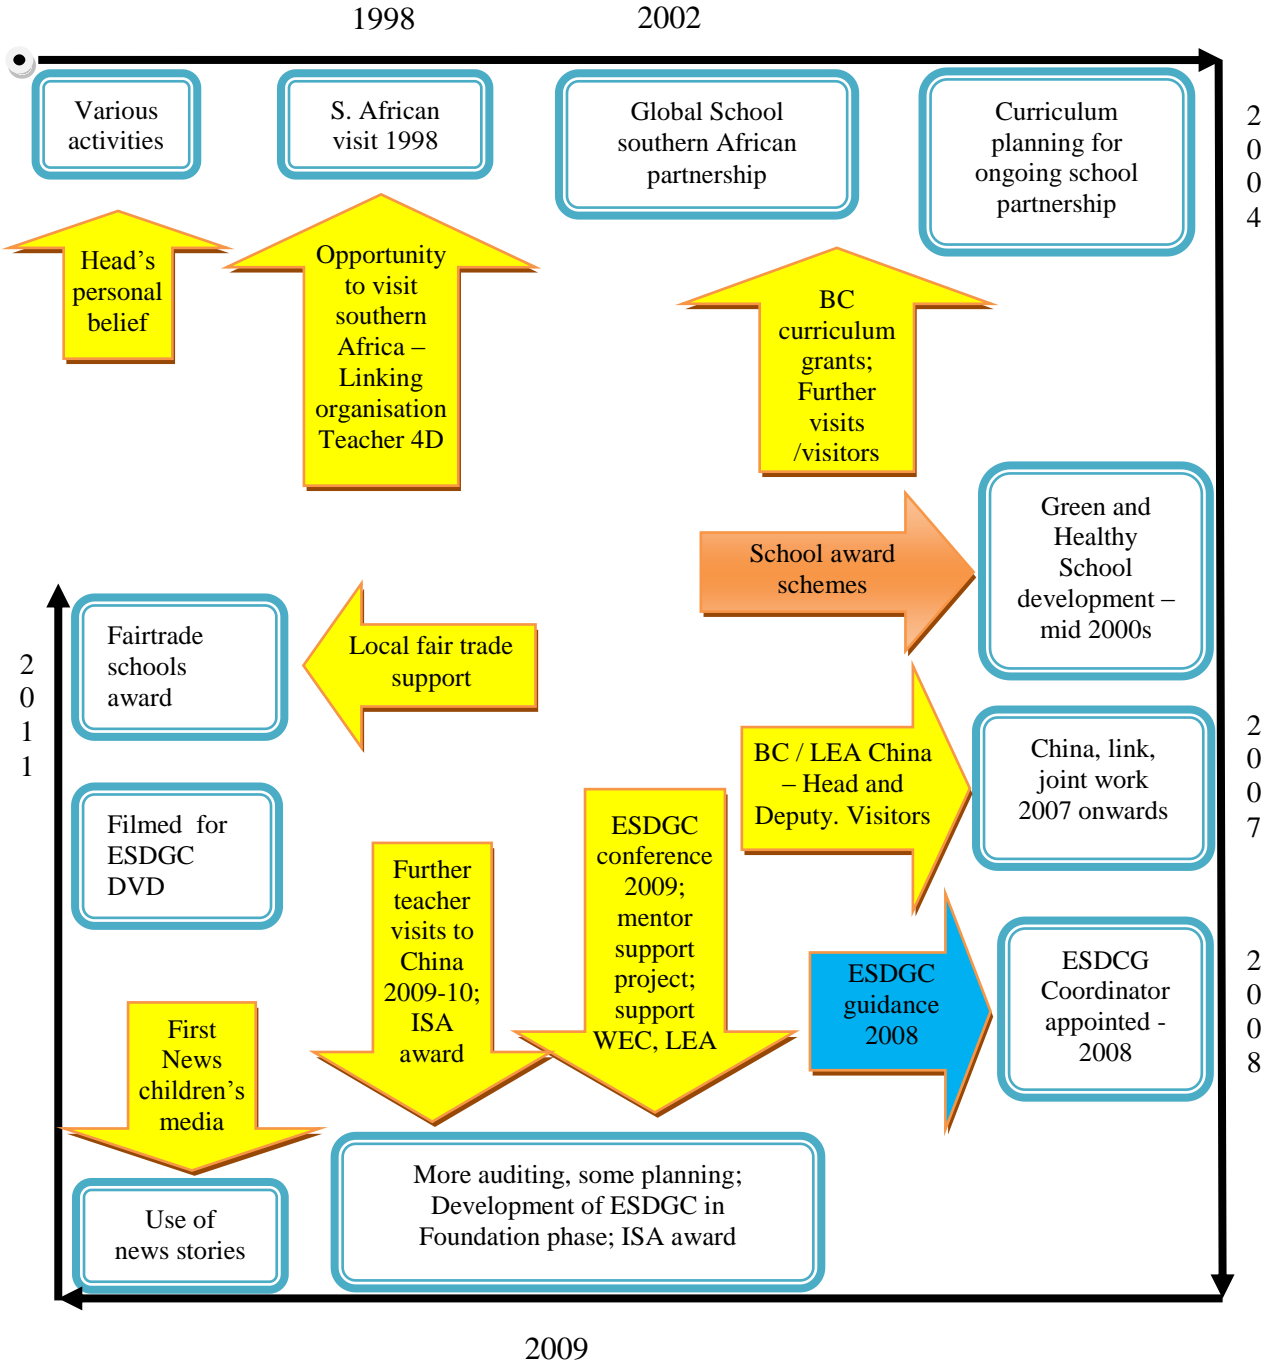 1998
2002
Various
activities
S. African
visit 1998
Global School
southern African
partnership
Curriculum
planning for
ongoing school
partnership
2
0
0
4
Head's
personal
belief
Opportunity
to visit
southern
Africa –
Linking
organisation
Teacher 4D
BC
curriculum
grants;
Further
visits
/visitors
School award
schemes
Green and
Healthy
School
development –
mid 2000s
BC / LEA China
– Head and
Deputy. Visitors
China, link,
joint work
2007 onwards
2
0
0
7
ESDGC
guidance
2008
ESDCG
Coordinator
appointed -
2008
2
0
0
8
ESDGC
conference
2009;
mentor
support
project;
support
WEC, LEA
Further
teacher
visits to
China
2009-10;
ISA
award
More auditing, some planning;
Development of ESDGC in
Foundation phase; ISA award
2009
First
News
children's
media
Use of
news stories
Filmed for
ESDGC
DVD
Local fair trade
support
Fairtrade
schools
award
2
0
1
1